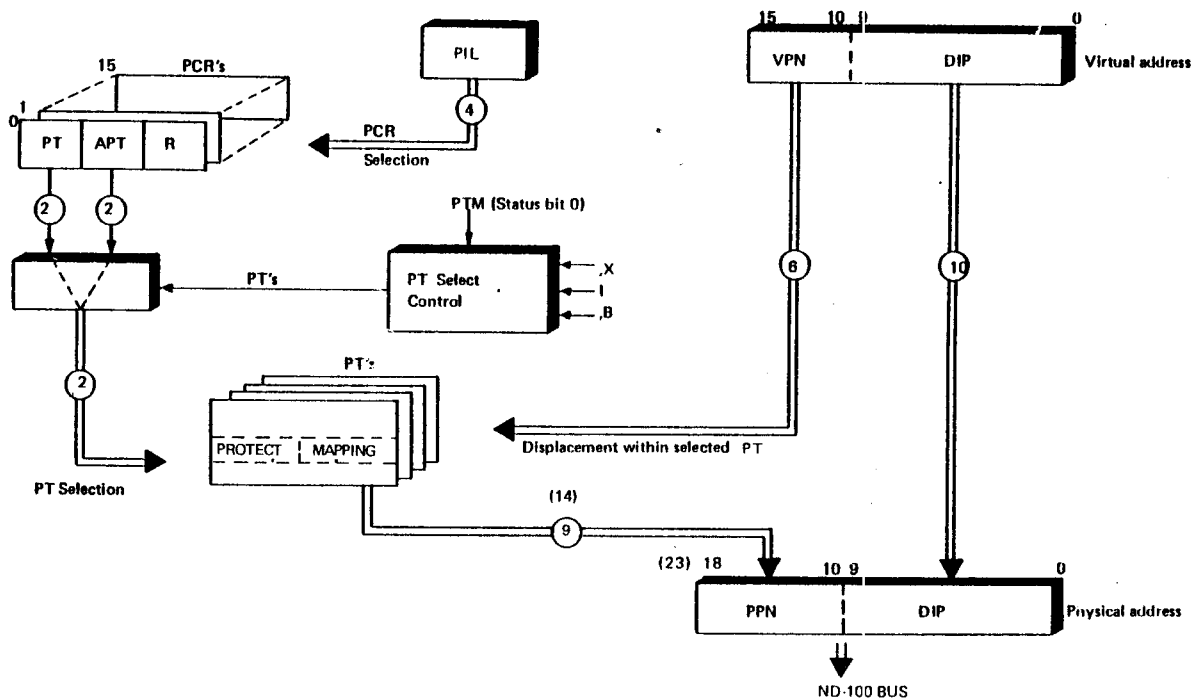 15 10 9 0
VPN DIP Virtual address
PIL
15 PCR's
1
0
PT APT R
4
PCR
Selection
2 2
PTM (Status bit 0)
PT Select
Control
,X
I
,B
PT's
6
10
2
PT's
PROTECT MAPPING
Displacement within selected PT
PT Selection
(14)
9
(23) 18 10 9 0
PPN DIP Physical address
ND-100 BUS